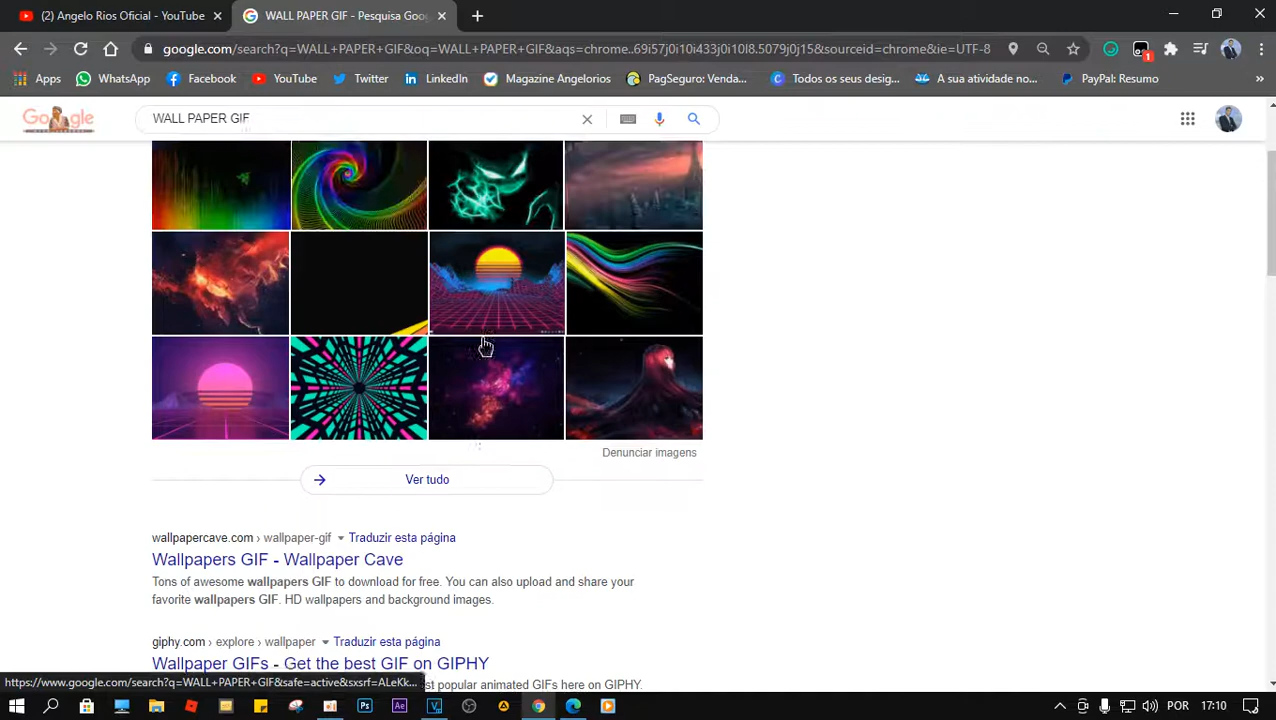 (2) Angelo Rios Oficial - YouTube
WALL PAPER GIF - Pesquisa Goo
google.com/search?q=WALL+PAPER+GIF&oq=WALL+PAPER+GIF&aqs=chrome..69i57j0i10i433j0i10l8.5079j0j15&sourceid=chrome&ie=UTF-8
1
Apps
WhatsApp
Facebook
YouTube
Twitter
LinkedIn
Magazine Angelorios
PagSeguro: Verda...
Todos os seus desig...
A sua atividade no...
PayPal: Resumo
»
WALL PAPER GIF
Denunciar imagens
Ver tudo
wallpapercave.com › wallpaper-gif
Traduzir esta página
Wallpapers GIF - Wallpaper Cave
Tons of awesome wallpapers GIF to download for free. You can also upload and share your
favorite wallpapers GIF. HD wallpapers and background images.
giphy.com › explore › wallpaper
Traduzir esta página
Wallpaper GIFs - Get the best GIF on GIPHY
st popular animated GIFs here on GIPHY.
https://www.google.com/search?q=WALL+PAPER+GIF&safe=active&sxsrf=ALeKk...
Ps
Ae
POR
17:10